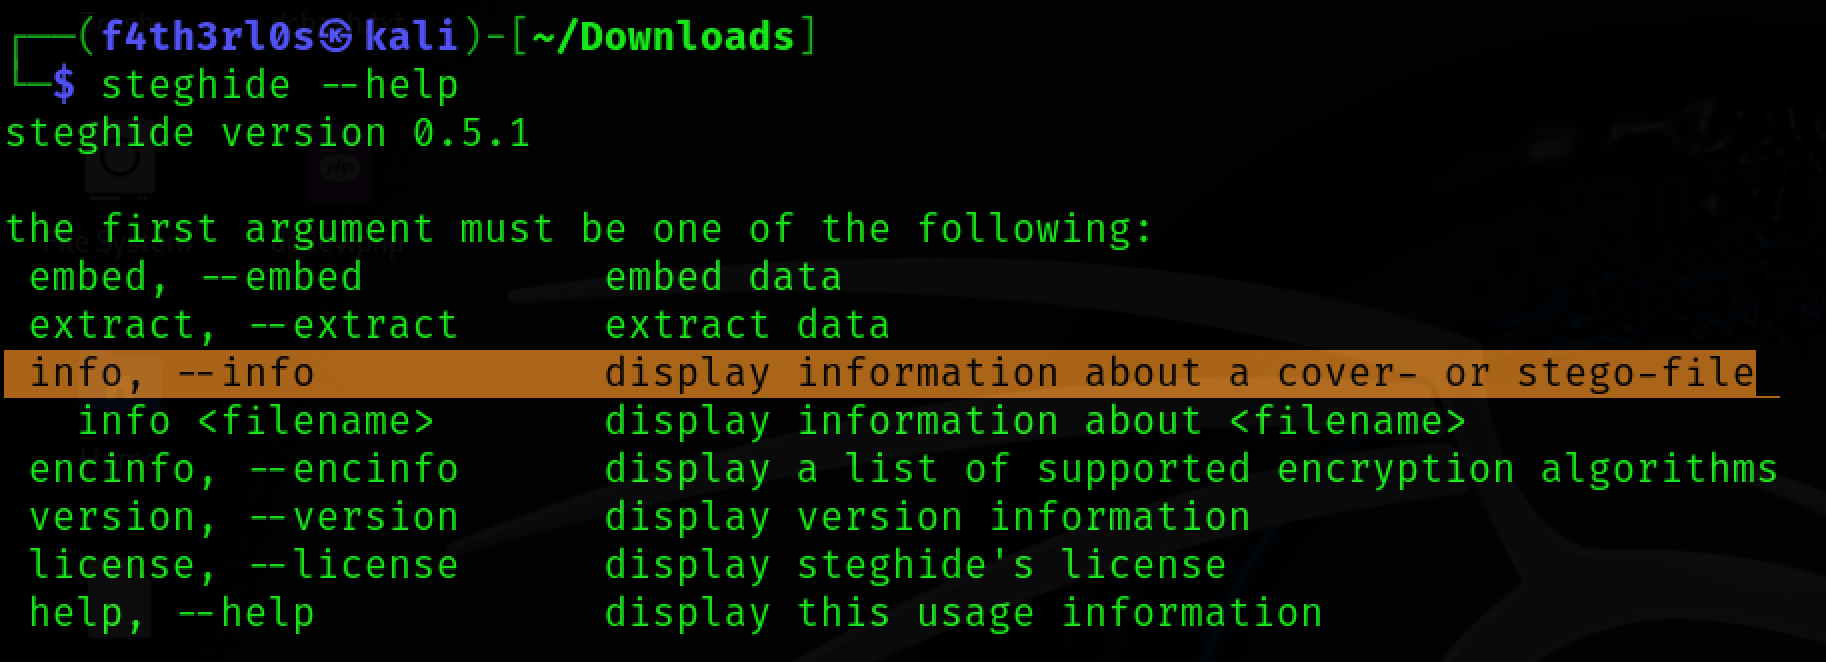 ┌──(f4th3rl0s㉿kali)-[~/Downloads]
└─$ steghide --help
steghide version 0.5.1
the first argument must be one of the following:
embed, --embed embed data
extract, --extract extract data
info, --info display information about a cover- or stego-file
info <filename> display information about <filename>
encinfo, --encinfo display a list of supported encryption algorithms
version, --version display version information
license, --license display steghide's license
help, --help display this usage information